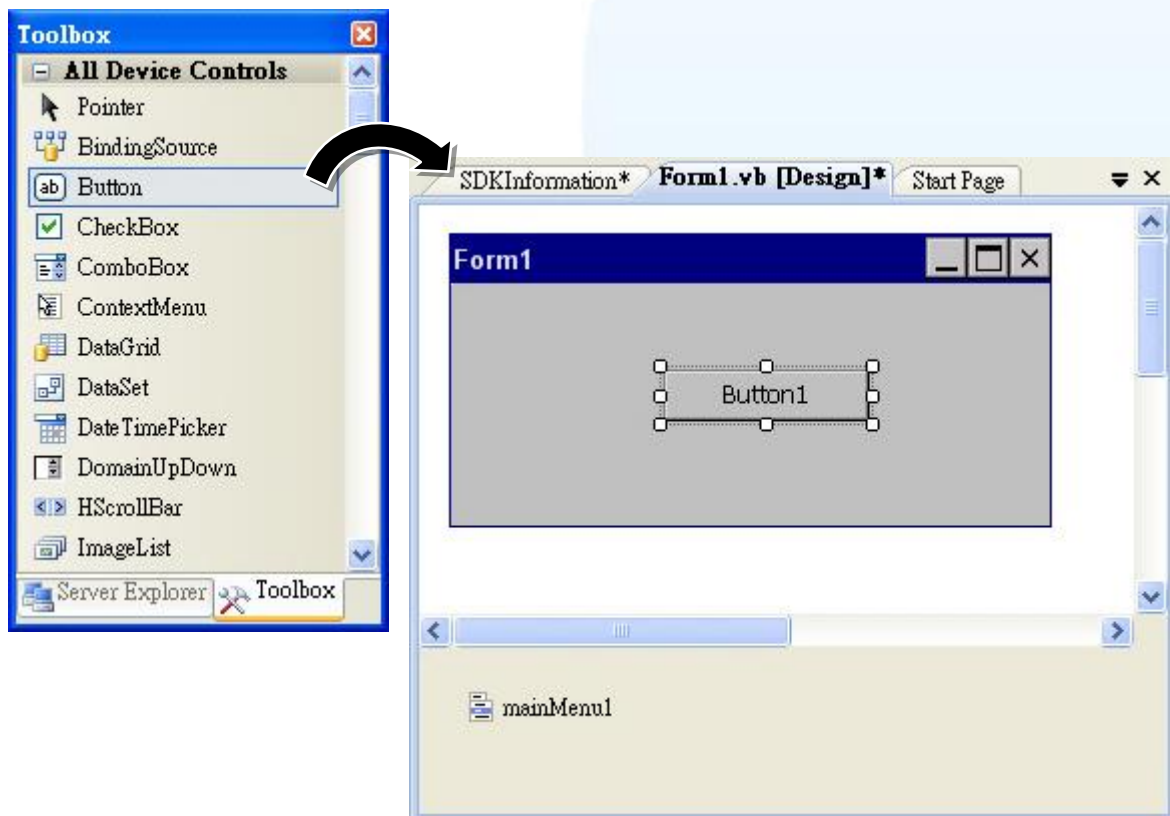 Toolbox
All Device Controls
Pointer
BindingSource
Button
CheckBox
ComboBox
ContextMenu
DataGrid
DataSet
DateTimePicker
DomainUpDown
HScrollBar
ImageList
Server Explorer Toolbox
SDKInformation* Form1.vb [Design]* Start Page
Form1
Button1
mainMenu1